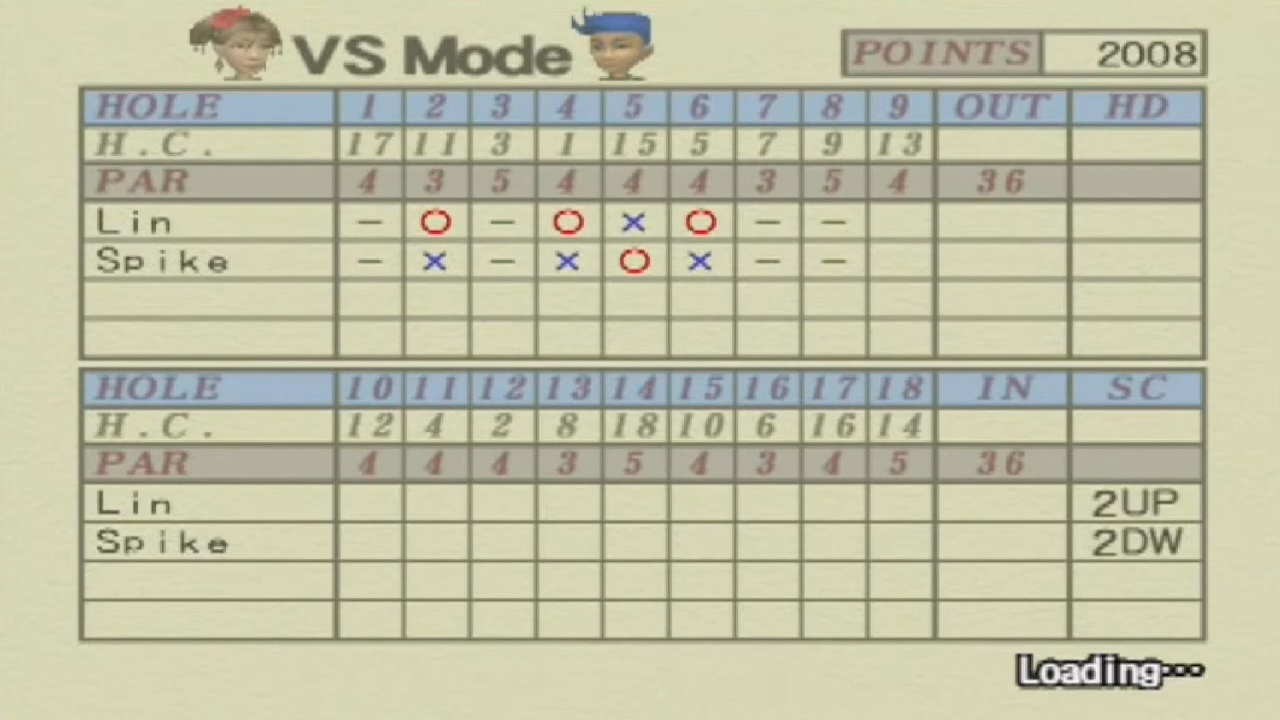 VS Mode POINTS 2008
HOLE 1 2 3 4 5 6 7 8 9 OUT HD
H.C. 17 11 3 1 15 5 7 9 13
PAR 4 3 5 4 4 4 3 5 4 36
Lin – ○ – ○ × ○ – –
Spike – × – × ○ × – –
HOLE 10 11 12 13 14 15 16 17 18 IN SC
H.C. 12 4 2 8 18 10 6 16 14
PAR 4 4 4 3 5 4 3 4 5 36
Lin 2UP
Spike 2DW
Loading···